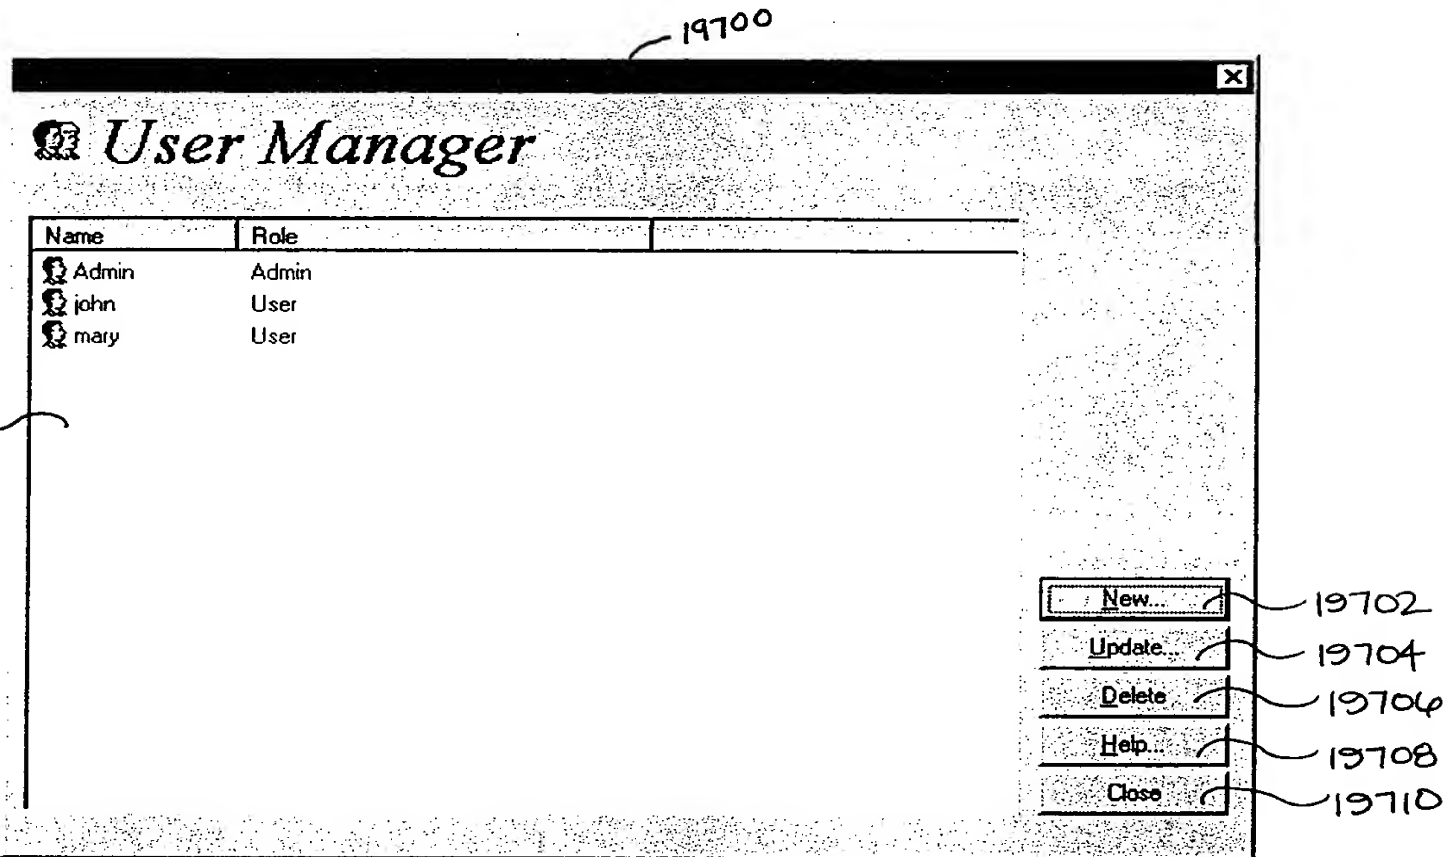 19700
User Manager
Name Role
Admin Admin
john User
mary User
New... 19702
Update... 19704
Delete 19706
Help... 19708
Close 19710